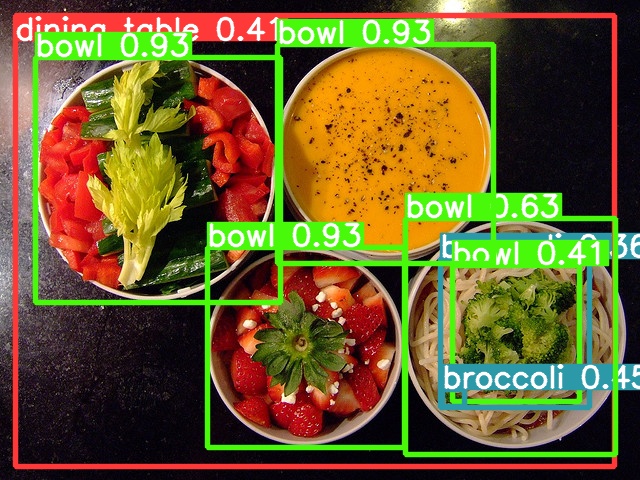 dining table 0.41
bowl 0.93
bowl 0.93
bowl 0.63
bowl 0.93
bowl 0.41
broccoli 0.45